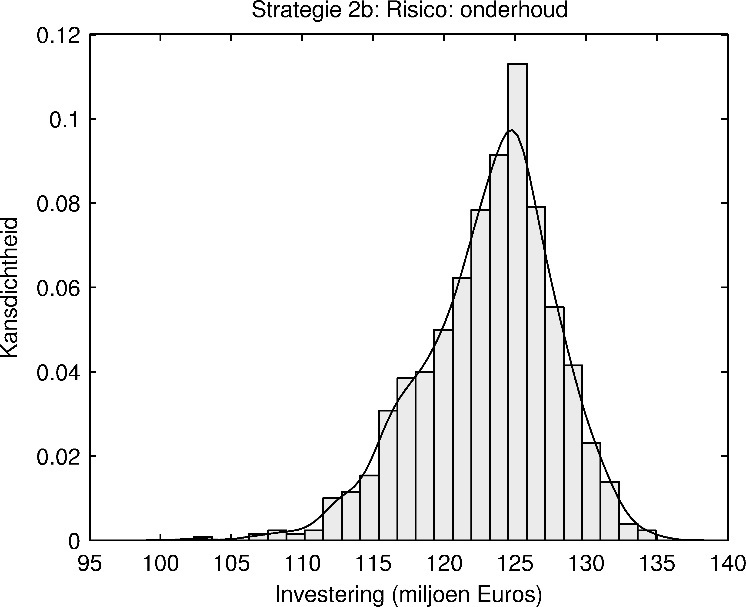 Strategie 2b: Risico: onderhoud
0.12
0.1
0.08
0.06
0.04
0.02
0
Kansdichtheid
95 100 105 110 115 120 125 130 135 140
Investering (miljoen Euros)